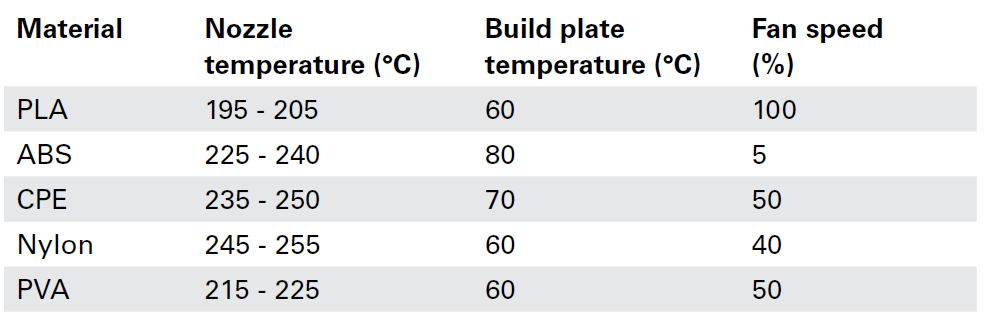 Material Nozzle temperature (°C) Build plate temperature (°C) Fan speed (%)
PLA 195 - 205 60 100
ABS 225 - 240 80 5
CPE 235 - 250 70 50
Nylon 245 - 255 60 40
PVA 215 - 225 60 50